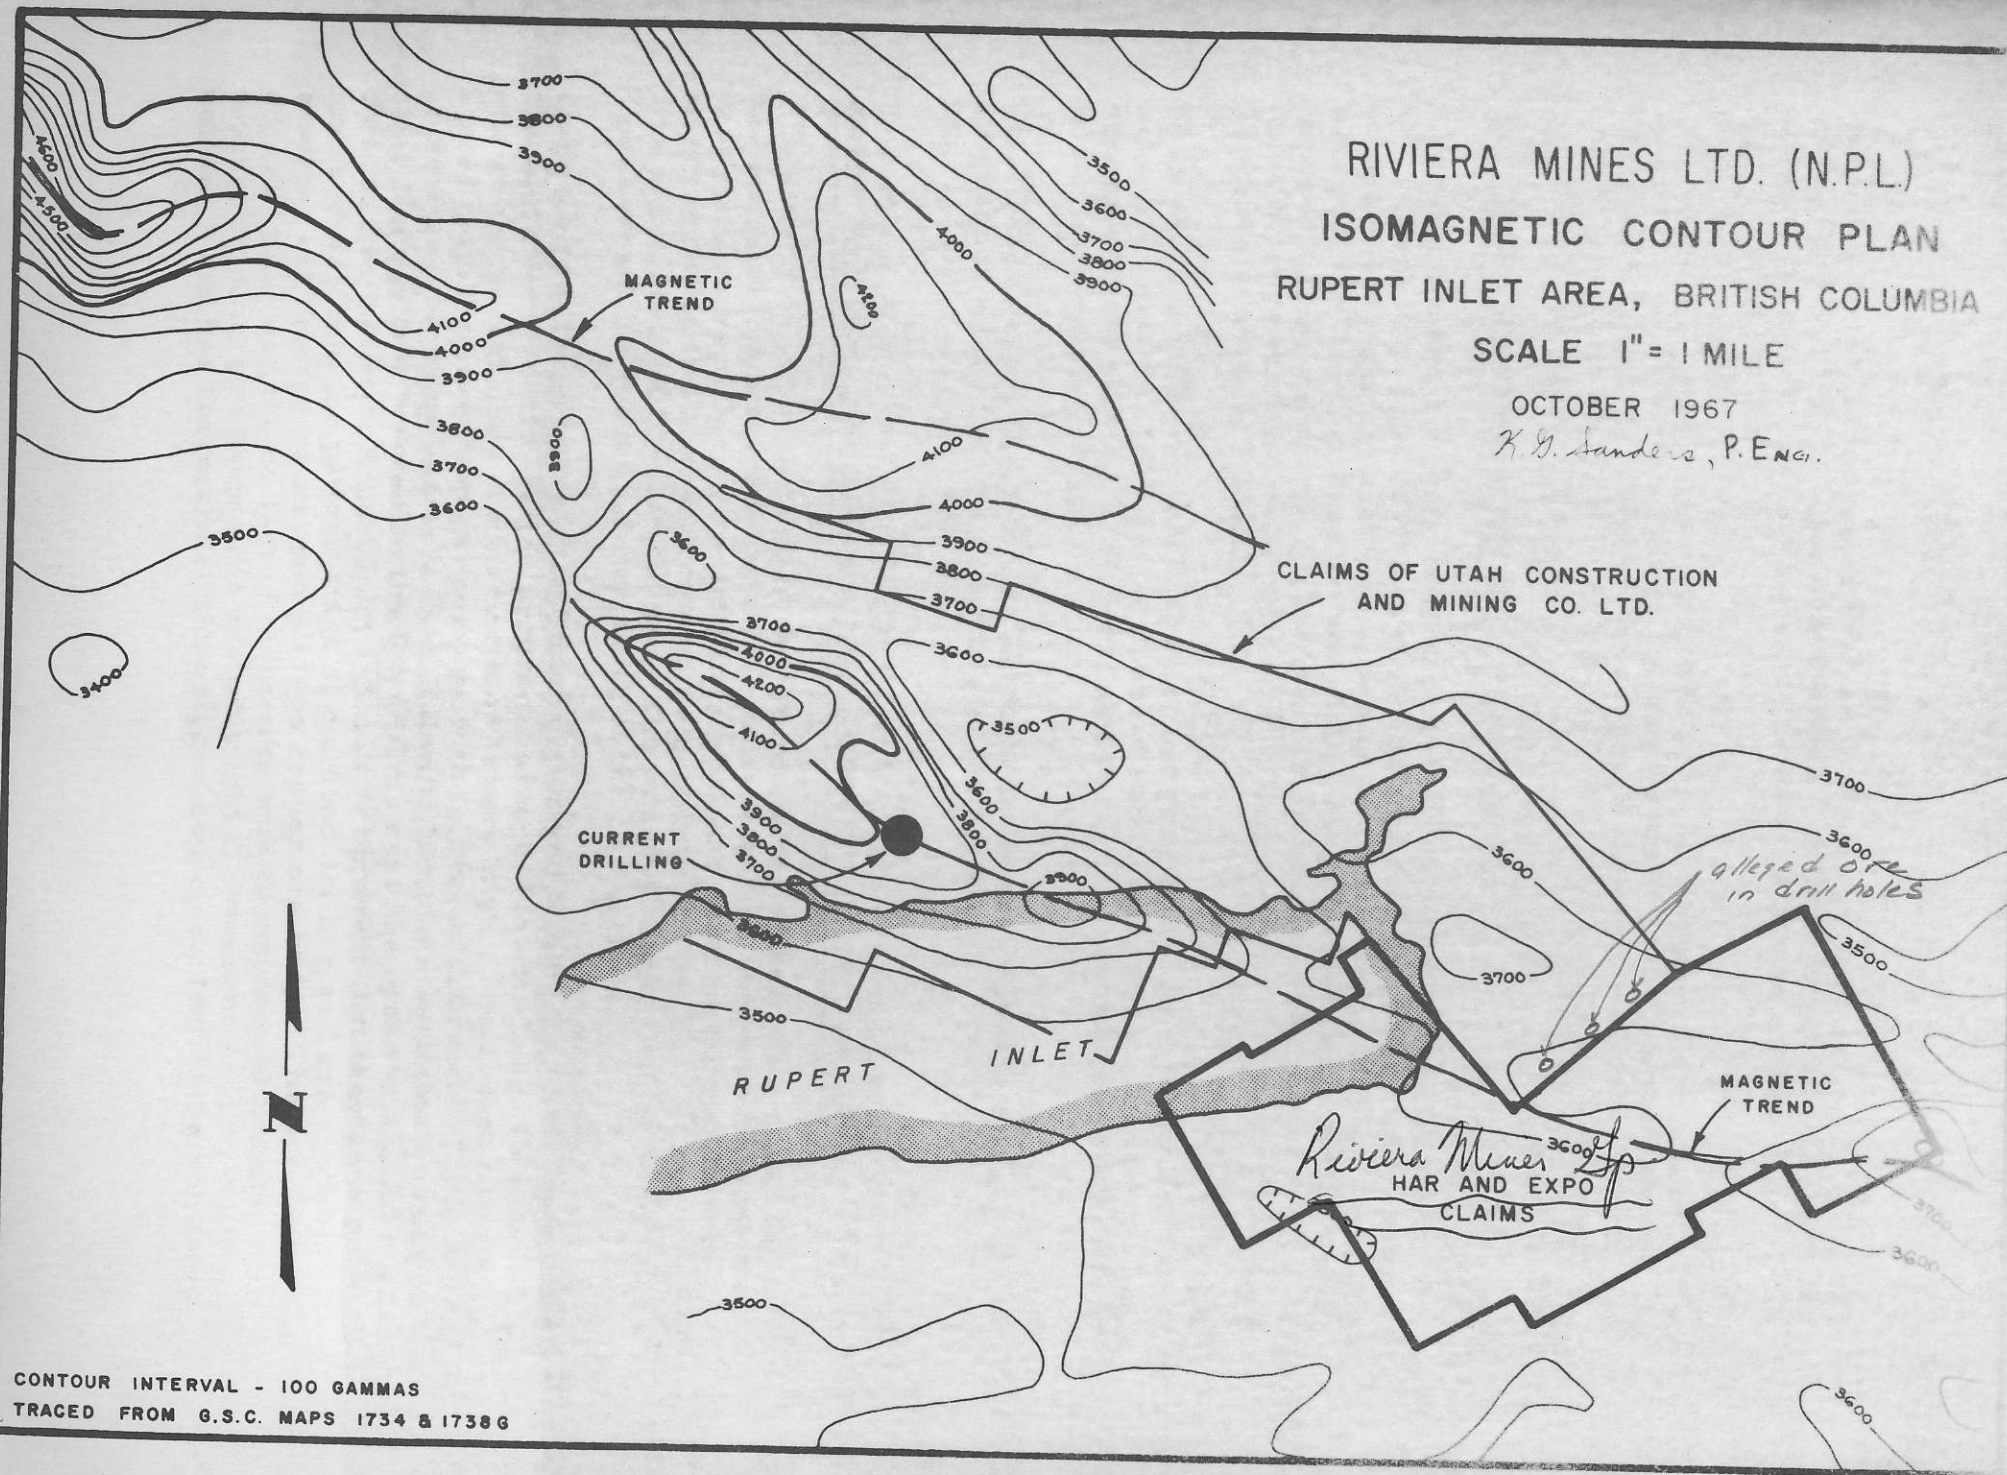 RIVIERA MINES LTD. (N.P.L.)
ISOMAGNETIC CONTOUR PLAN
RUPERT INLET AREA, BRITISH COLUMBIA
SCALE 1" = 1 MILE
OCTOBER 1967
K. G. Sanders, P. ENG.
3700
3800
3900
4600
4500
3500
3600
3700
3800
3900
4000
4200
MAGNETIC
TREND
4100
4000
3900
3800
3700
3600
3900
4100
4000
3900
3800
3700
3600
3500
3400
3600
CLAIMS OF UTAH CONSTRUCTION
AND MINING CO. LTD.
3700
4000
4200
4100
3500
3600
3800
3900
3800
3700
CURRENT
DRILLING
3900
3700
3600
3600
alleged ore
in drill holes
3500
3700
3600
3500
RUPERT INLET
N
MAGNETIC
TREND
3600
Riviera Mines Gp
HAR AND EXPO
CLAIMS
3700
3600
3500
3600
CONTOUR INTERVAL - 100 GAMMAS
TRACED FROM G.S.C. MAPS 1734 & 1738 G